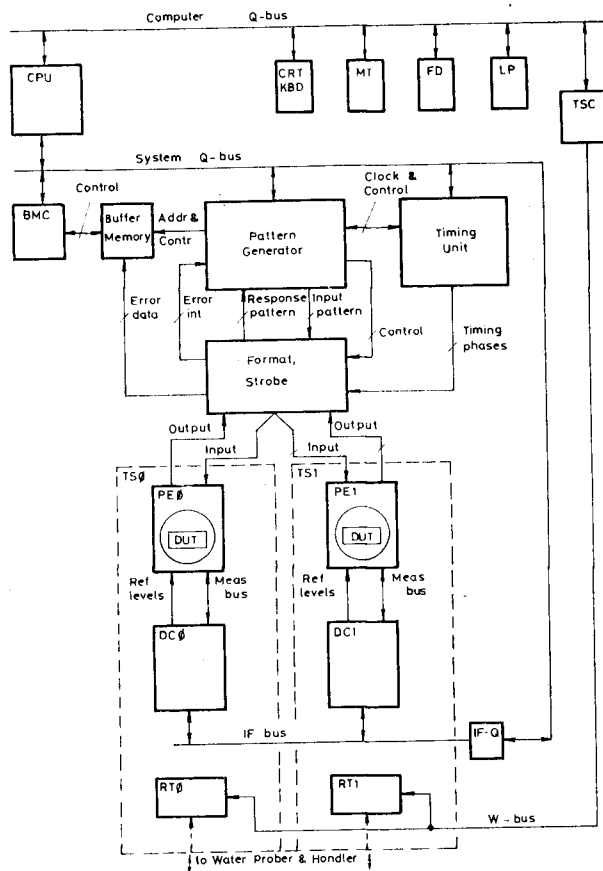 Computer Q-bus
CPU
CRT
KBD
MT
FD
LP
TSC
System Q-bus
Control
Clock &
Control
BMC
Buffer
Memory
Addr &
Contr
Pattern
Generator
Timing
Unit
Error
data
Error
int
Response
pattern
Input
pattern
Control
Timing
phases
Format,
Strobe
Output
Input
Input
Output
TSØ
PEØ
DUT
TS1
PE1
DUT
Ref
levels
Meas
bus
Ref
levels
Meas
bus
DCØ
DC1
IF bus
IF-Q
RTØ
RT1
W-bus
to Water Prober & Hondler